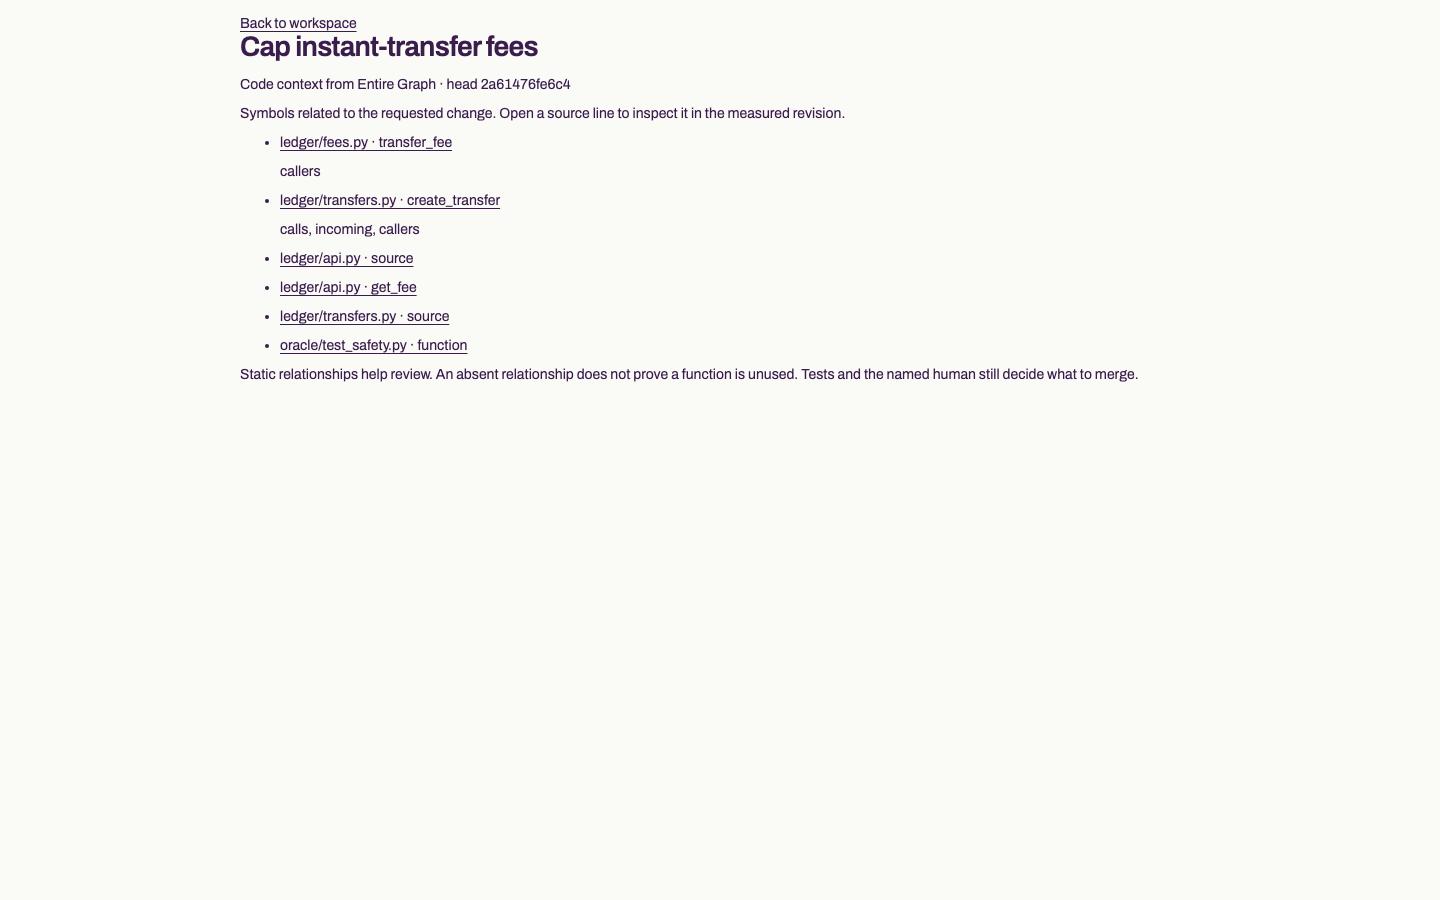 Back to workspace
Cap instant-transfer fees
Code context from Entire Graph · head 2a61476fe6c4
Symbols related to the requested change. Open a source line to inspect it in the measured revision.
ledger/fees.py · transfer_fee
callers
ledger/transfers.py · create_transfer
calls, incoming, callers
ledger/api.py · source
ledger/api.py · get_fee
ledger/transfers.py · source
oracle/test_safety.py · function
Static relationships help review. An absent relationship does not prove a function is unused. Tests and the named human still decide what to merge.